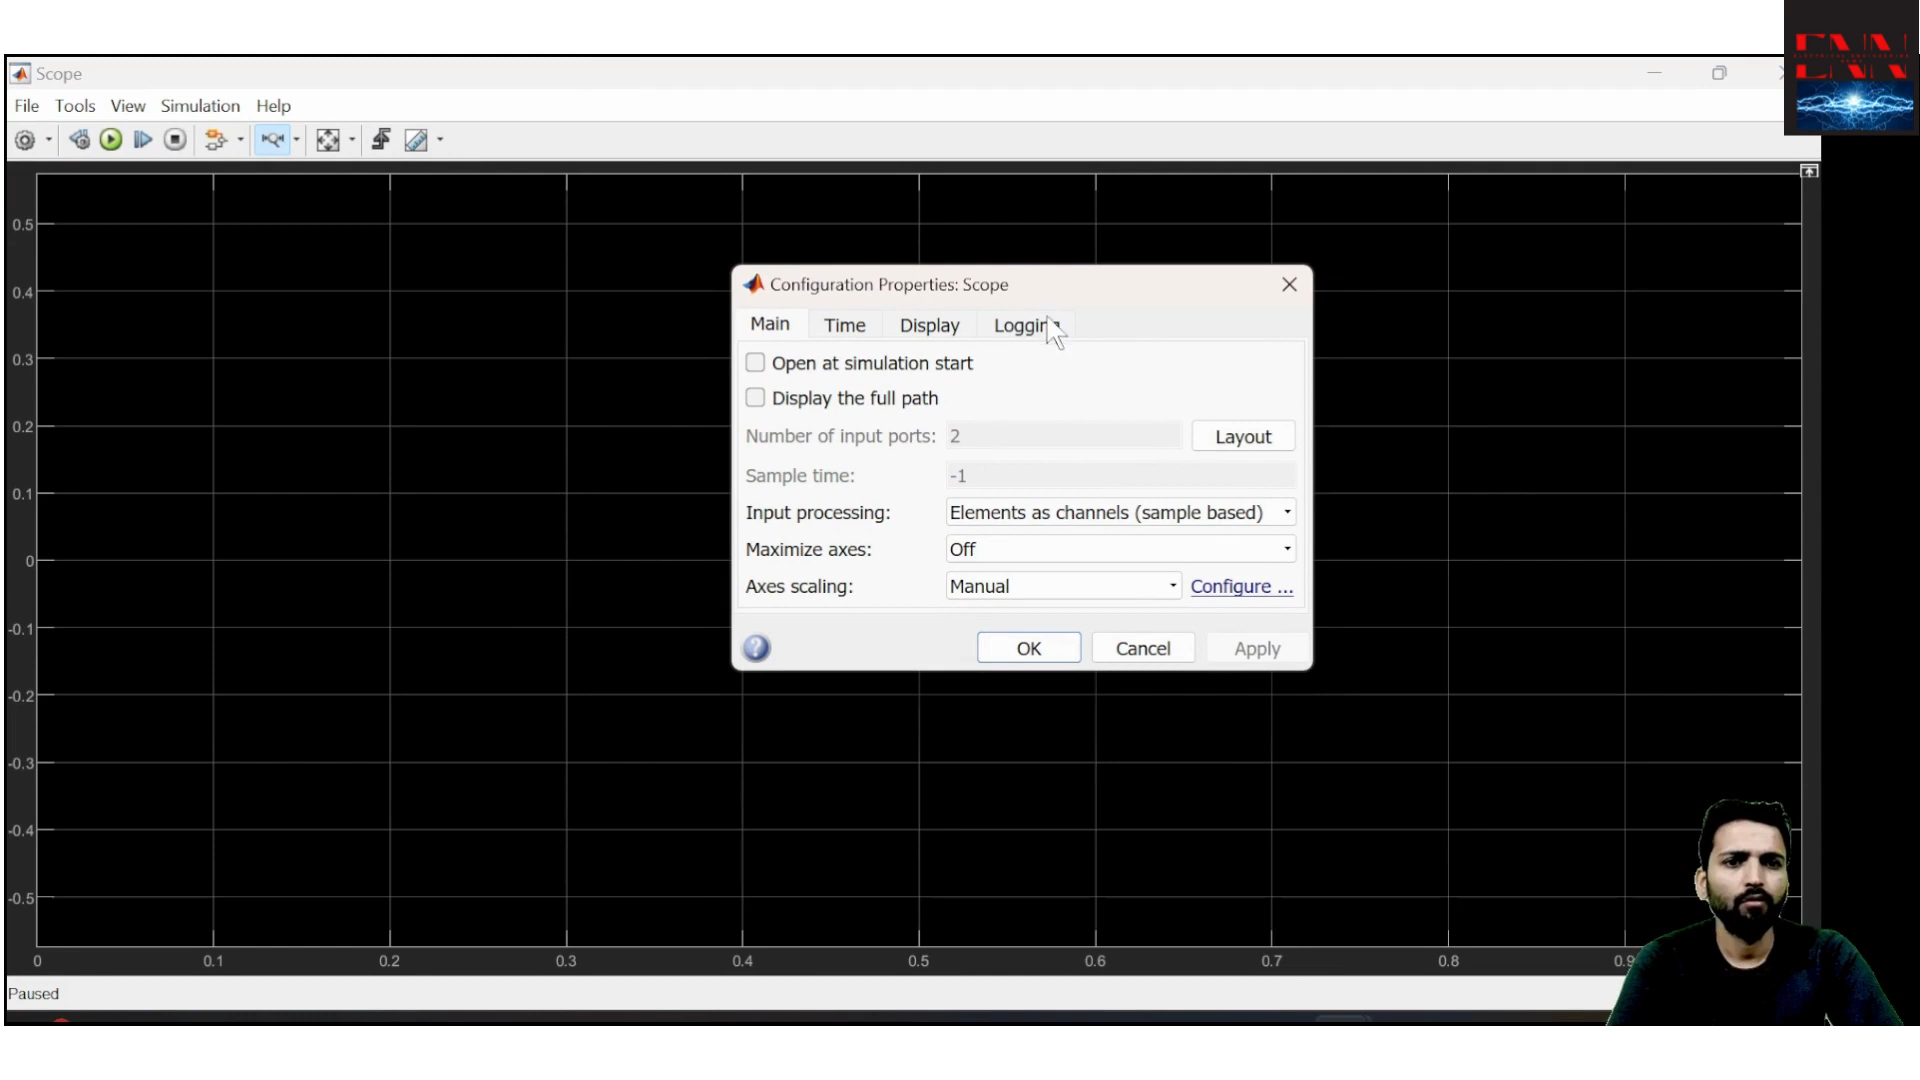 Scope
File Tools View Simulation Help
0.5
0.4
0.3
0.2
0.1
0
-0.1
-0.2
-0.3
-0.4
-0.5
0 0.1 0.2 0.3 0.4 0.5 0.6 0.7 0.8 0.9
Configuration Properties: Scope
Main Time Display Logging
Open at simulation start
Display the full path
Number of input ports: 2 Layout
Sample time: -1
Input processing: Elements as channels (sample based)
Maximize axes: Off
Axes scaling: Manual Configure ...
OK Cancel Apply
Paused